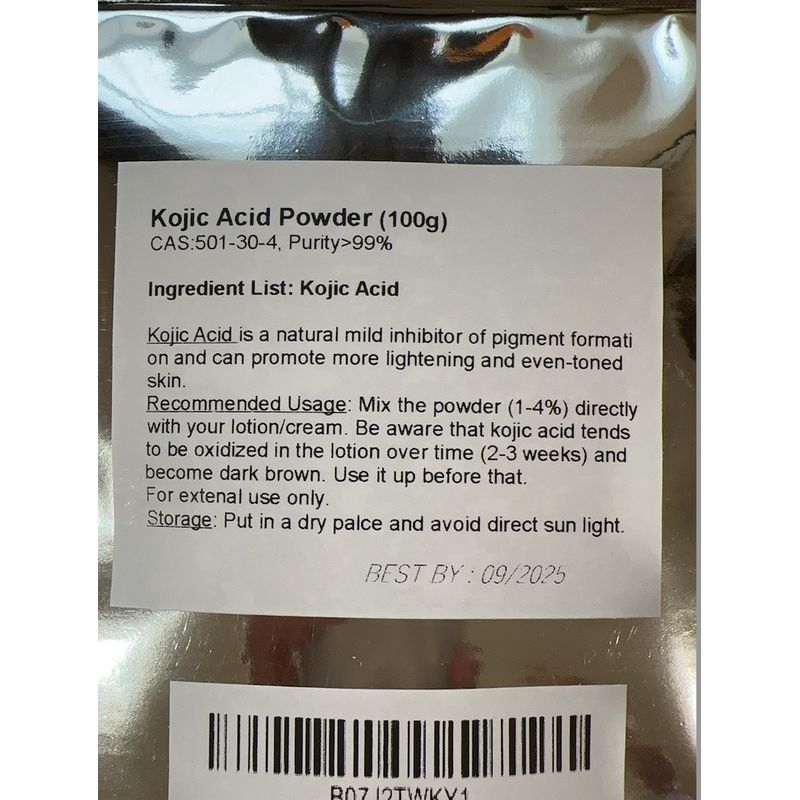 Kojic Acid Powder (100g)
CAS:501-30-4, Purity>99%
Ingredient List: Kojic Acid
Kojic Acid is a natural mild inhibitor of pigment formati
on and can promote more lightening and even-toned
skin.
Recommended Usage: Mix the powder (1-4%) directly
with your lotion/cream. Be aware that kojic acid tends
to be oxidized in the lotion over time (2-3 weeks) and
become dark brown. Use it up before that.
For extenal use only.
Storage: Put in a dry palce and avoid direct sun light.
BEST BY : 09/2025
B07J2TWKY1